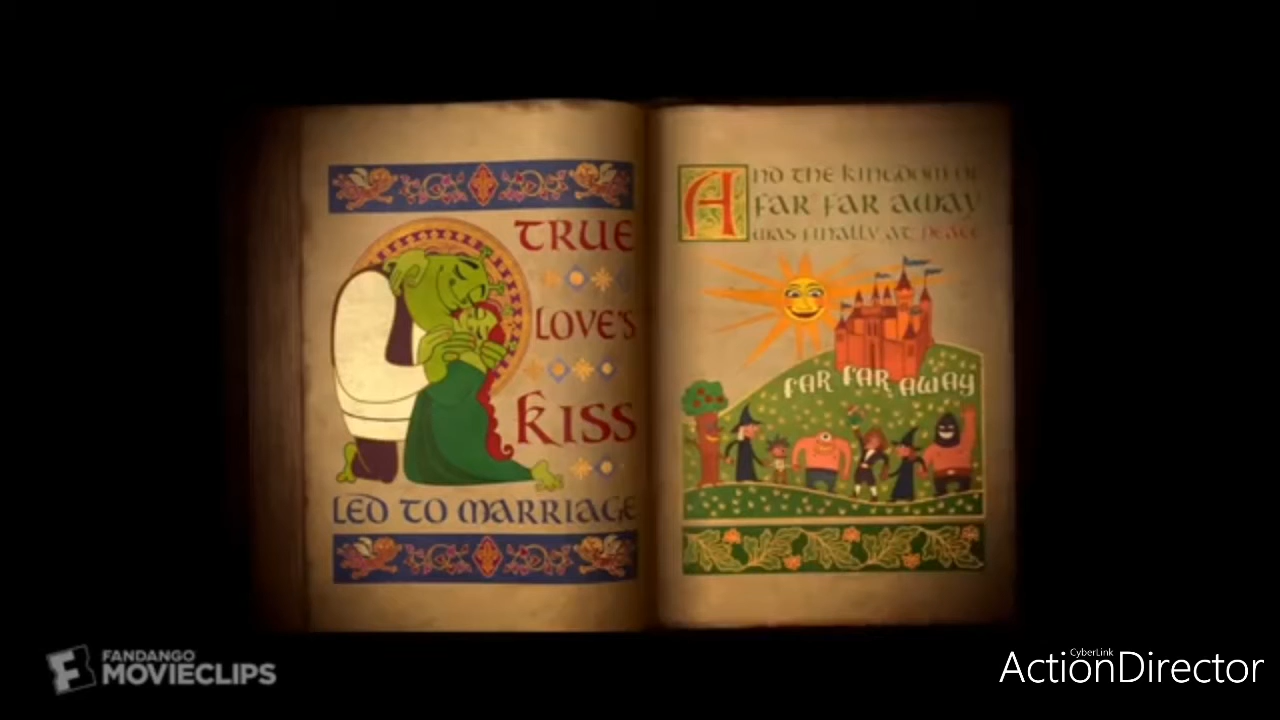 TRUE
LOVE'S
KISS
LED TO MARRIAGE
AND THE KINGDOM OF
FAR FAR AWAY
WAS FINALLY AT PEACE
FAR FAR AWAY
FANDANGO
MOVIECLIPS
CyberLink
ActionDirector